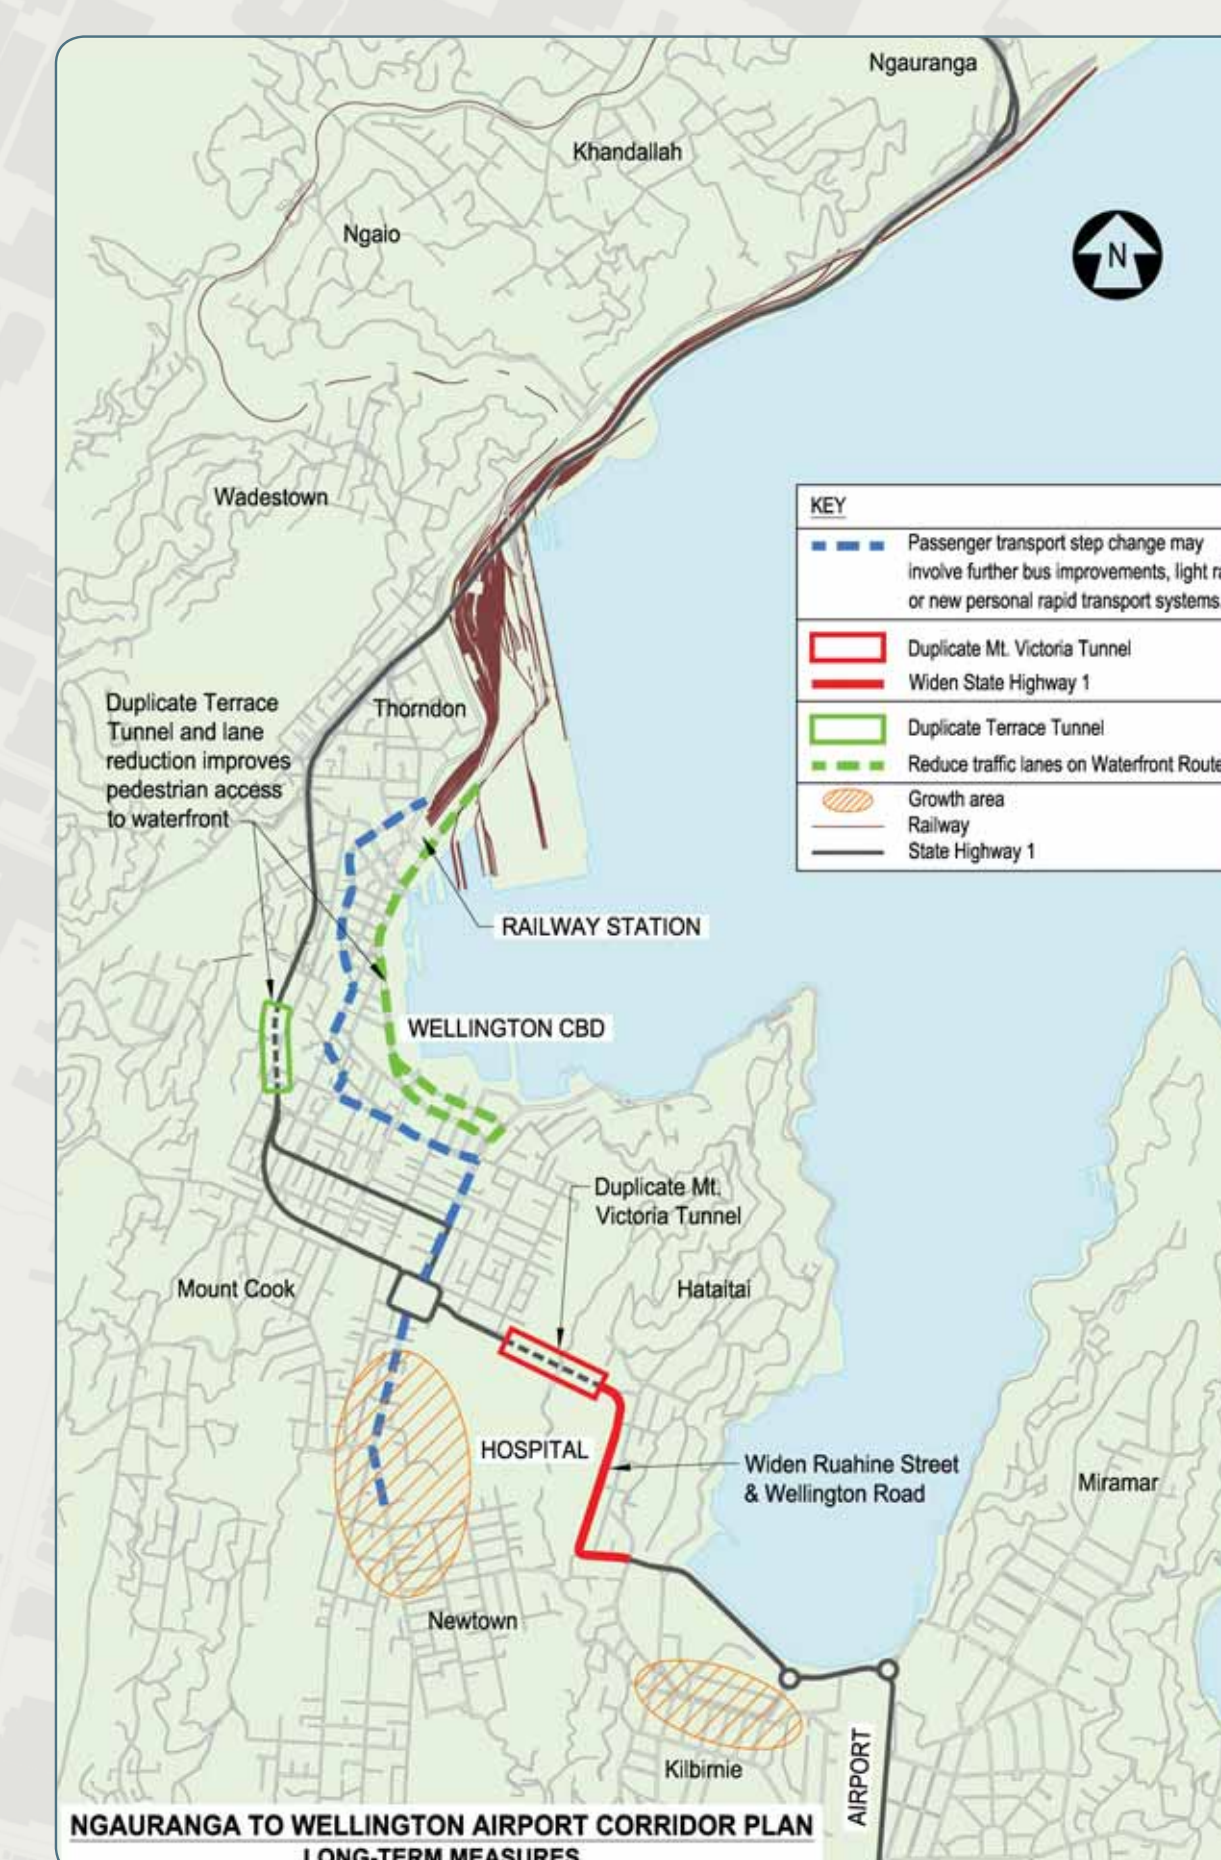 Ngauranga
Khandallah
Ngaio
N
Wadestown
KEY
Passenger transport step change may
involve further bus improvements, light ra
or new personal rapid transport systems
Duplicate Mt. Victoria Tunnel
Widen State Highway 1
Duplicate Terrace Tunnel
Reduce traffic lanes on Waterfront Route
Growth area
Railway
State Highway 1
Duplicate Terrace
Tunnel and lane
reduction improves
pedestrian access
to waterfront
Thorndon
RAILWAY STATION
WELLINGTON CBD
Duplicate Mt.
Victoria Tunnel
Mount Cook
Hataitai
HOSPITAL
Widen Ruahine Street
& Wellington Road
Miramar
Newtown
Kilbirnie
AIRPORT
NGAURANGA TO WELLINGTON AIRPORT CORRIDOR PLAN
LONG-TERM MEASURES